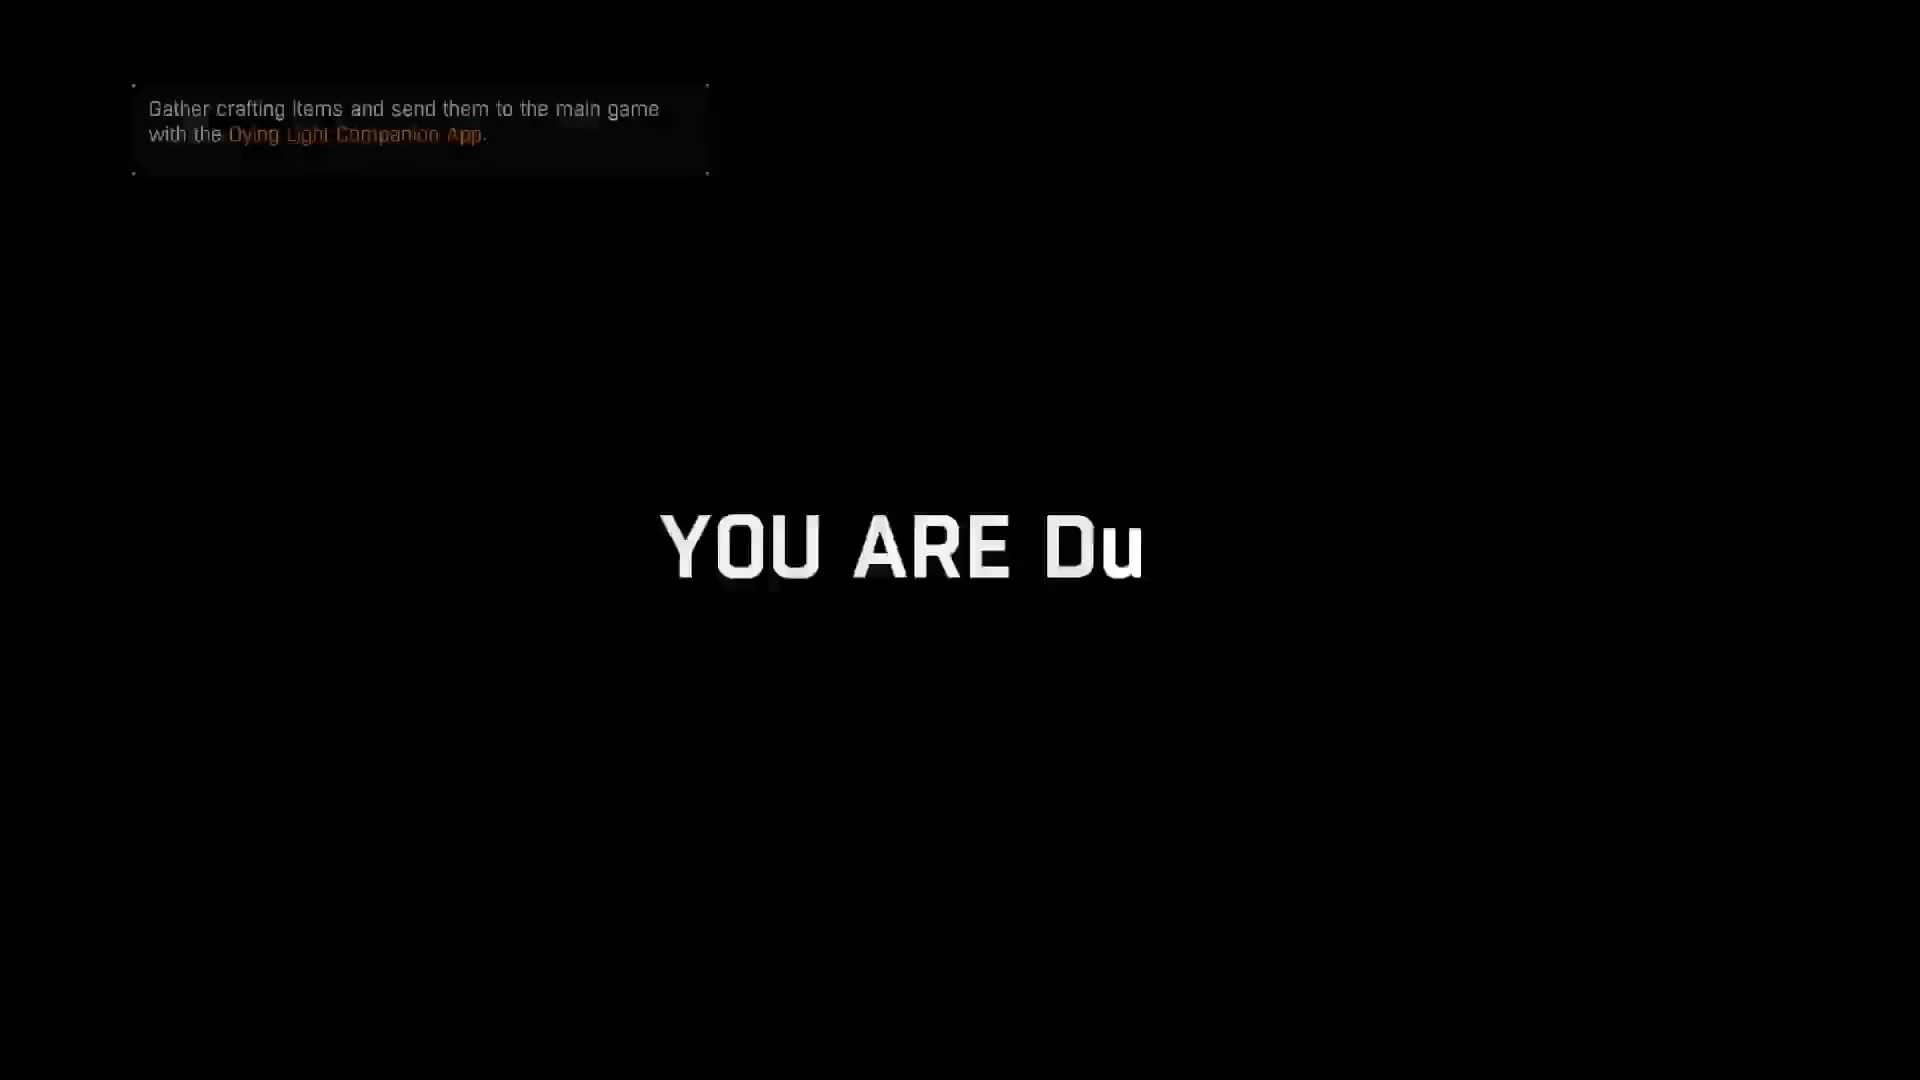 Gather crafting items and send them to the main game
with the Dying Light Companion App.
YOU ARE Du